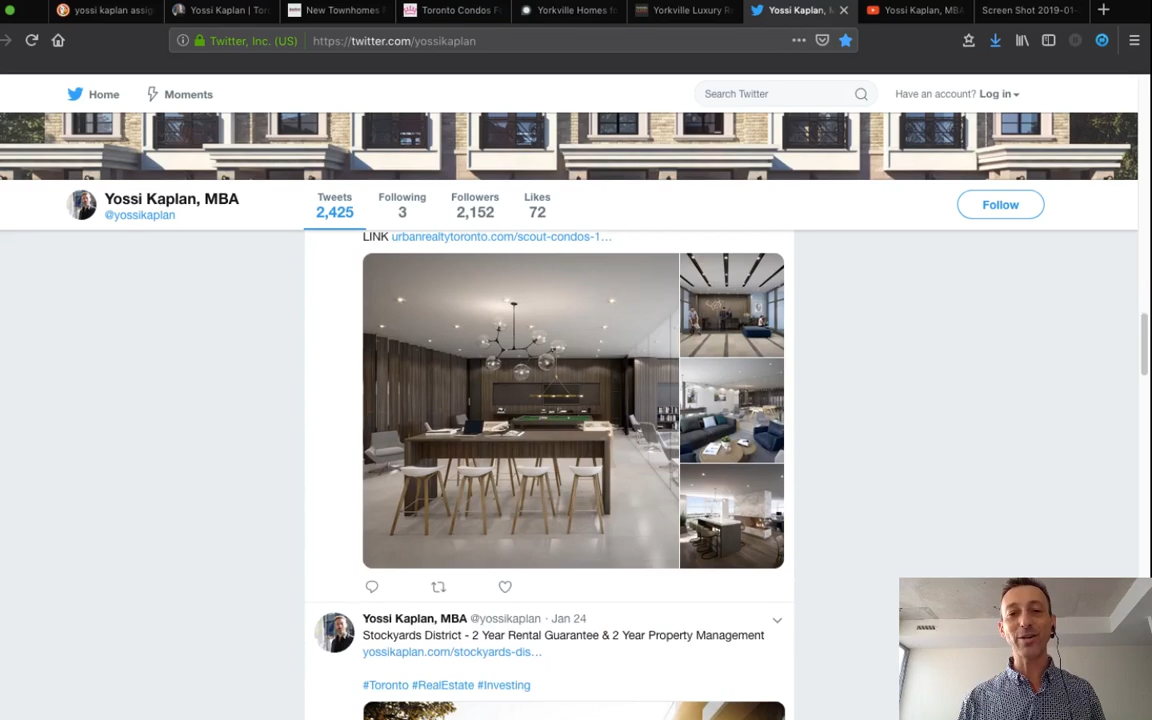 yossi kaplan assig
Yossi Kaplan | Tor
New Townhomes
Toronto Condos F
Yorkville Homes fo
Yorkville Luxury R
Yossi Kaplan, M
Yossi Kaplan, MBA
Screen Shot 2019-01-
Twitter, Inc. (US)
https://twitter.com/yossikaplan
Home
Moments
Search Twitter
Have an account? Log in
Yossi Kaplan, MBA
@yossikaplan
Tweets
2,425
Following
3
Followers
2,152
Likes
72
Follow
LINK urbanrealtytoronto.com/scout-condos-1...
Yossi Kaplan, MBA @yossikaplan · Jan 24
Stockyards District - 2 Year Rental Guarantee & 2 Year Property Management
yossikaplan.com/stockyards-dis...
#Toronto #RealEstate #Investing